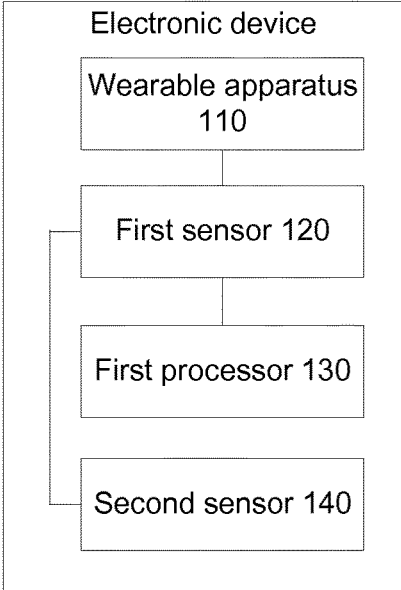 Electronic device
Wearable apparatus
110
First sensor 120
First processor 130
Second sensor 140